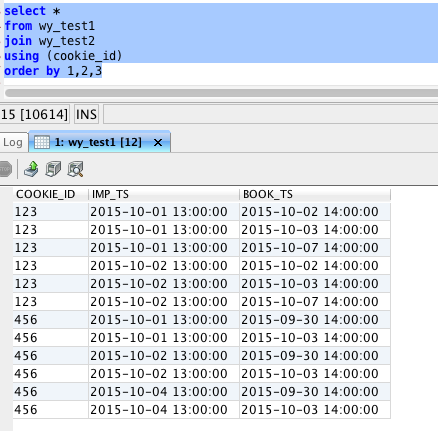 select *
from wy_test1
join wy_test2
using (cookie_id)
order by 1,2,3
15 [10614] INS
Log 1: wy_test1 [12] ×
COOKIE_ID IMP_TS BOOK_TS
123 2015-10-01 13:00:00 2015-10-02 14:00:00
123 2015-10-01 13:00:00 2015-10-03 14:00:00
123 2015-10-01 13:00:00 2015-10-07 14:00:00
123 2015-10-02 13:00:00 2015-10-02 14:00:00
123 2015-10-02 13:00:00 2015-10-03 14:00:00
123 2015-10-02 13:00:00 2015-10-07 14:00:00
456 2015-10-01 13:00:00 2015-09-30 14:00:00
456 2015-10-01 13:00:00 2015-10-03 14:00:00
456 2015-10-02 13:00:00 2015-09-30 14:00:00
456 2015-10-02 13:00:00 2015-10-03 14:00:00
456 2015-10-04 13:00:00 2015-09-30 14:00:00
456 2015-10-04 13:00:00 2015-10-03 14:00:00